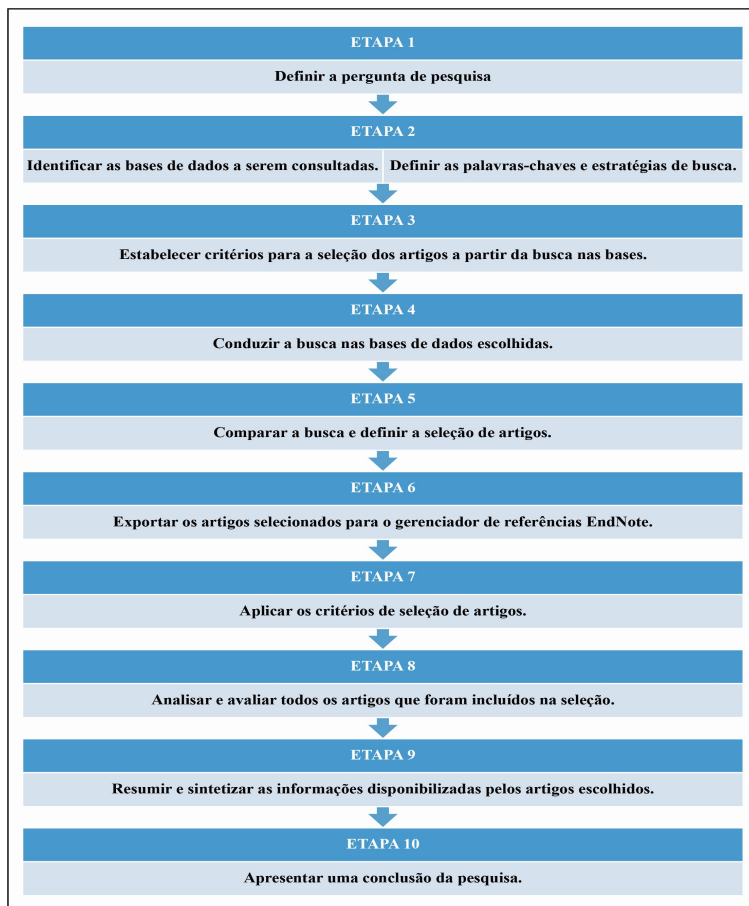 ETAPA 1
Definir a pergunta de pesquisa
ETAPA 2
Identificar as bases de dados a serem consultadas.
Definir as palavras-chaves e estratégias de busca.
ETAPA 3
Estabelecer critérios para a seleção dos artigos a partir da busca nas bases.
ETAPA 4
Conduzir a busca nas bases de dados escolhidas.
ETAPA 5
Comparar a busca e definir a seleção de artigos.
ETAPA 6
Exportar os artigos selecionados para o gerenciador de referências EndNote.
ETAPA 7
Aplicar os critérios de seleção de artigos.
ETAPA 8
Analisar e avaliar todos os artigos que foram incluídos na seleção.
ETAPA 9
Resumir e sintetizar as informações disponibilizadas pelos artigos escolhidos.
ETAPA 10
Apresentar uma conclusão da pesquisa.